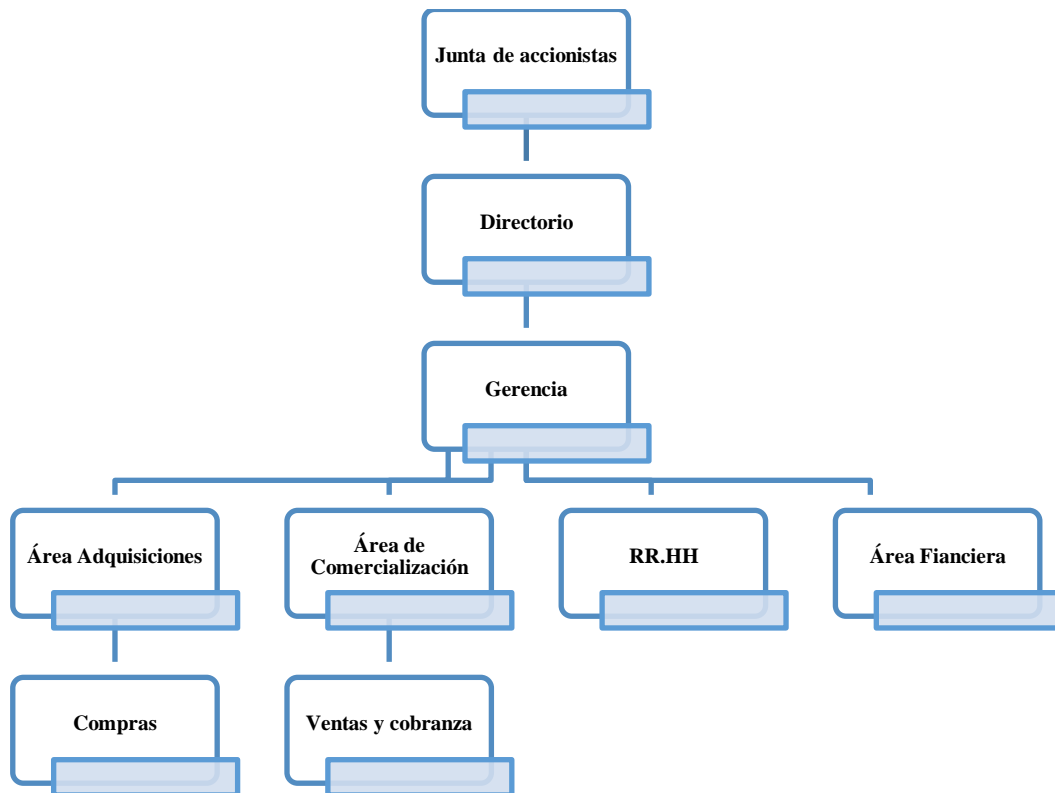 Junta de accionistas
Directorio
Gerencia
Área Adquisiciones
Área de
Comercialización
RR.HH
Área Fianciera
Compras
Ventas y cobranza